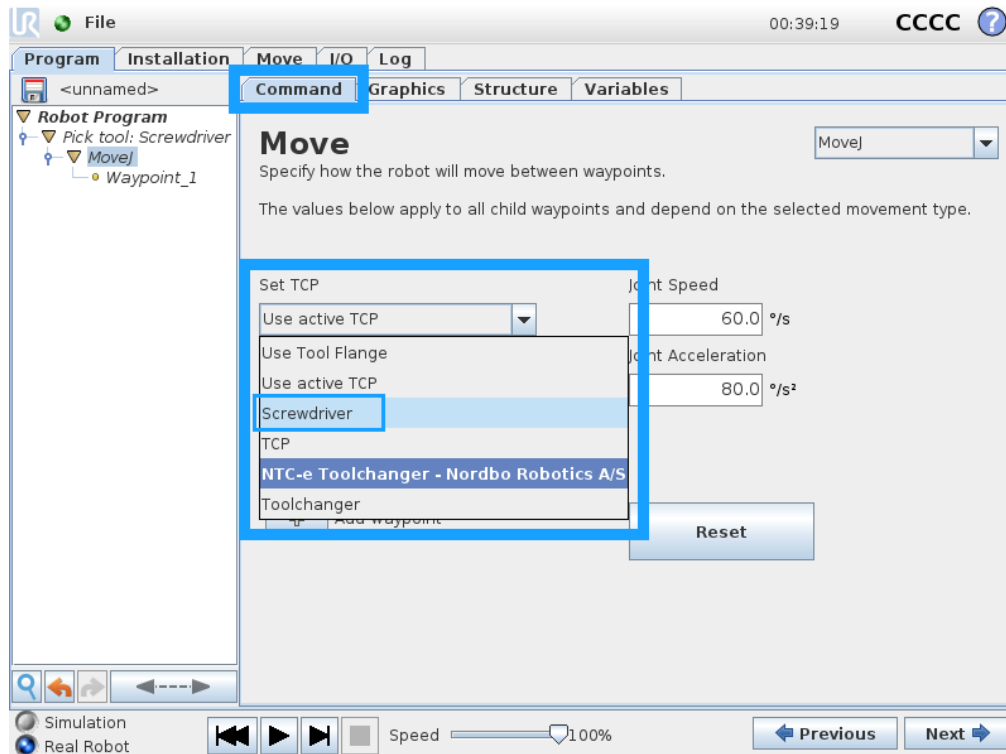 UR File 00:39:19 CCCC ?
Program Installation Move I/O Log
<unnamed> Command Graphics Structure Variables
Robot Program
Pick tool: Screwdriver
MoveJ
Waypoint_1
Move
MoveJ
Specify how the robot will move between waypoints.
The values below apply to all child waypoints and depend on the selected movement type.
Set TCP
Use active TCP
Use Tool Flange
Use active TCP
Screwdriver
TCP
NTC-e Toolchanger - Nordbo Robotics A/S
Toolchanger
Add Waypoint
Joint Speed
60.0 °/s
Joint Acceleration
80.0 °/s²
Reset
Simulation
Real Robot
Speed 100%
Previous Next